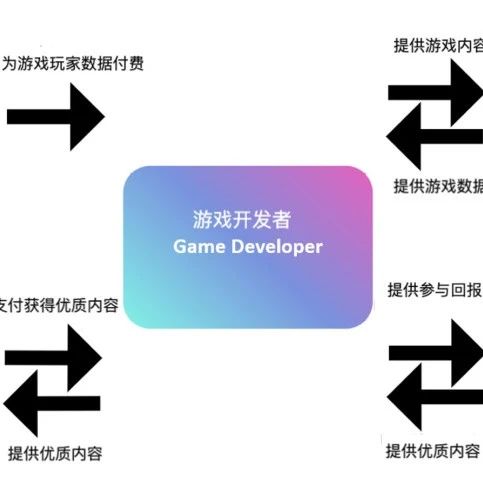 为游戏玩家数据付费
提供游戏内容
提供游戏数据
游戏开发者
Game Developer
支付获得优质内容
提供优质内容
提供参与回报
提供优质内容